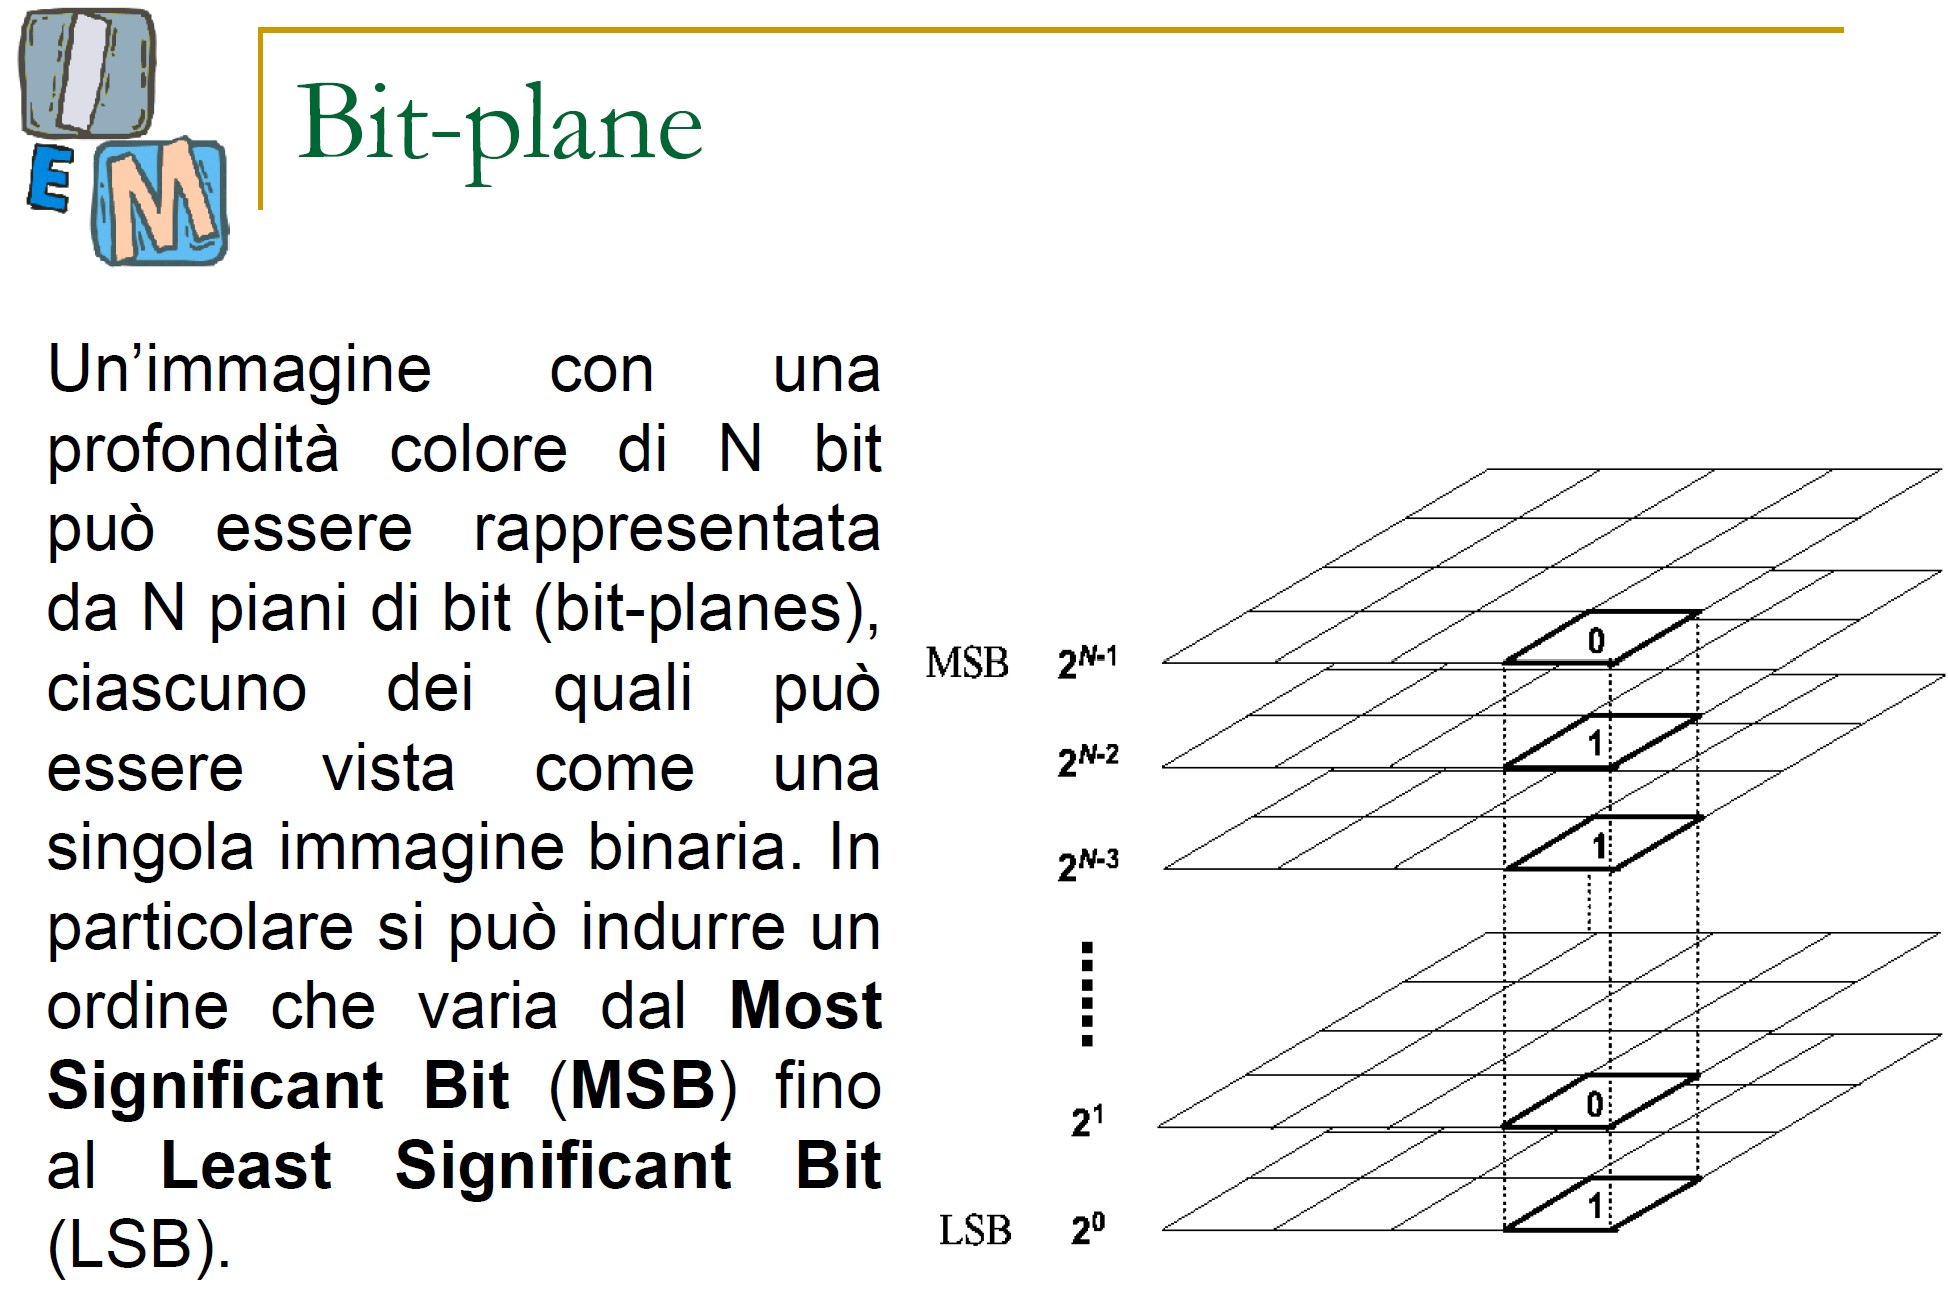 I
E
M
Bit-plane
Un’immagine con una
profondità colore di N bit
può essere rappresentata
da N piani di bit (bit-planes),
ciascuno dei quali può
essere vista come una
singola immagine binaria. In
particolare si può indurre un
ordine che varia dal Most
Significant Bit (MSB) fino
al Least Significant Bit
(LSB).
0
MSB 2^N-1
1
2^N-2
1
2^N-3
0
2^1
1
LSB 2^0